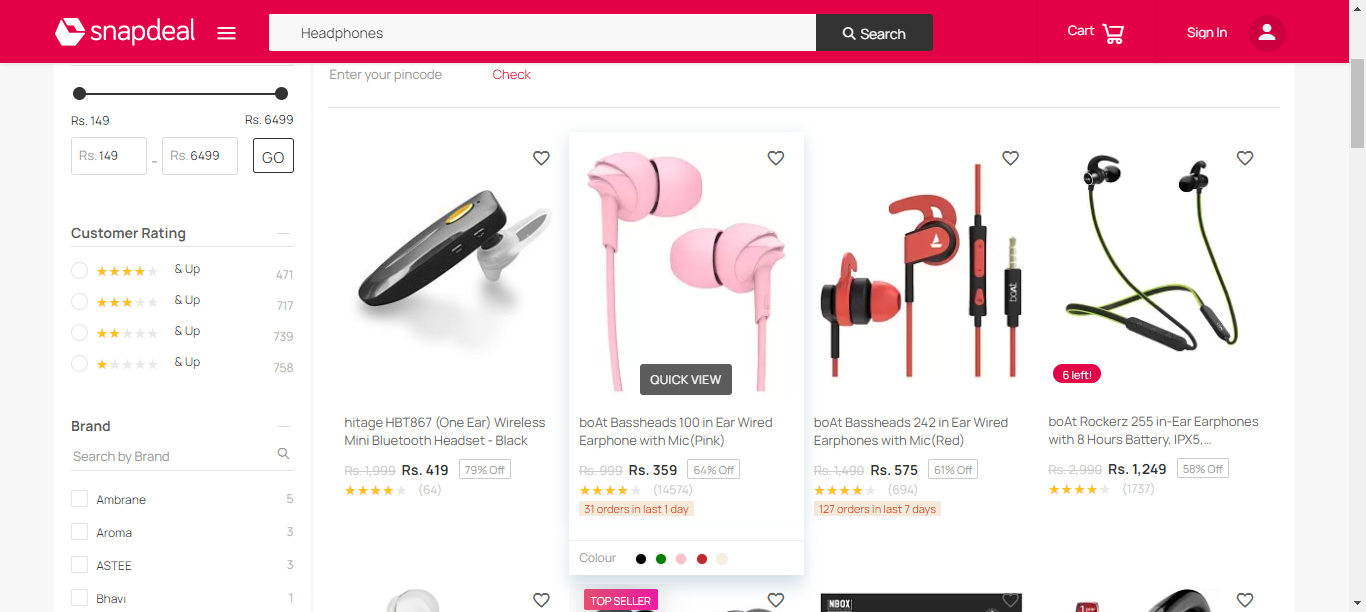 snapdeal
Headphones
Search
Cart
Sign In
Enter your pincode
Check
Rs. 149
Rs. 6499
Rs. 149
-
Rs. 6499
GO
Customer Rating
& Up
471
& Up
717
& Up
739
& Up
758
Brand
Search by Brand
Ambrane
5
Aroma
3
ASTEE
3
Bhavi
1
hitage HBT867 (One Ear) Wireless
Mini Bluetooth Headset - Black
Rs. 1,999 Rs. 419 79% Off
(64)
QUICK VIEW
boAt Bassheads 100 in Ear Wired
Earphone with Mic(Pink)
Rs. 999 Rs. 359 64% Off
(14574)
31 orders in last 1 day
Colour
boAt
boAt Bassheads 242 in Ear Wired
Earphones with Mic(Red)
Rs. 1,490 Rs. 575 61% Off
(694)
127 orders in last 7 days
6 left!
boAt Rockerz 255 in-Ear Earphones
with 8 Hours Battery, IPX5,...
Rs. 2,990 Rs. 1,249 58% Off
(1737)
TOP SELLER
NBOX
1 year